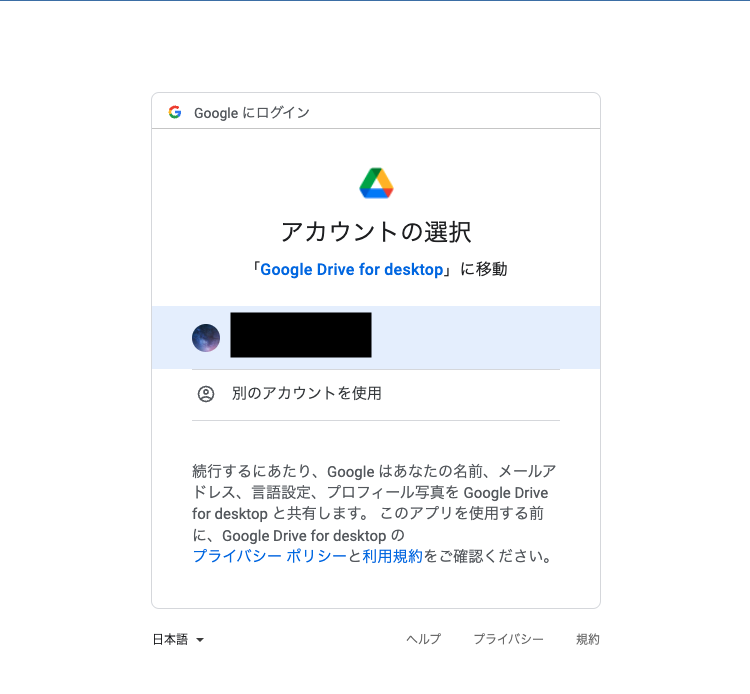 Google にログイン
アカウントの選択
「Google Drive for desktop」に移動
別のアカウントを使用
続行するにあたり、Google はあなたの名前、メールア
ドレス、言語設定、プロフィール写真を Google Drive
for desktop と共有します。 このアプリを使用する前
に、Google Drive for desktop の
プライバシー ポリシーと利用規約をご確認ください。
日本語 ヘルプ プライバシー 規約